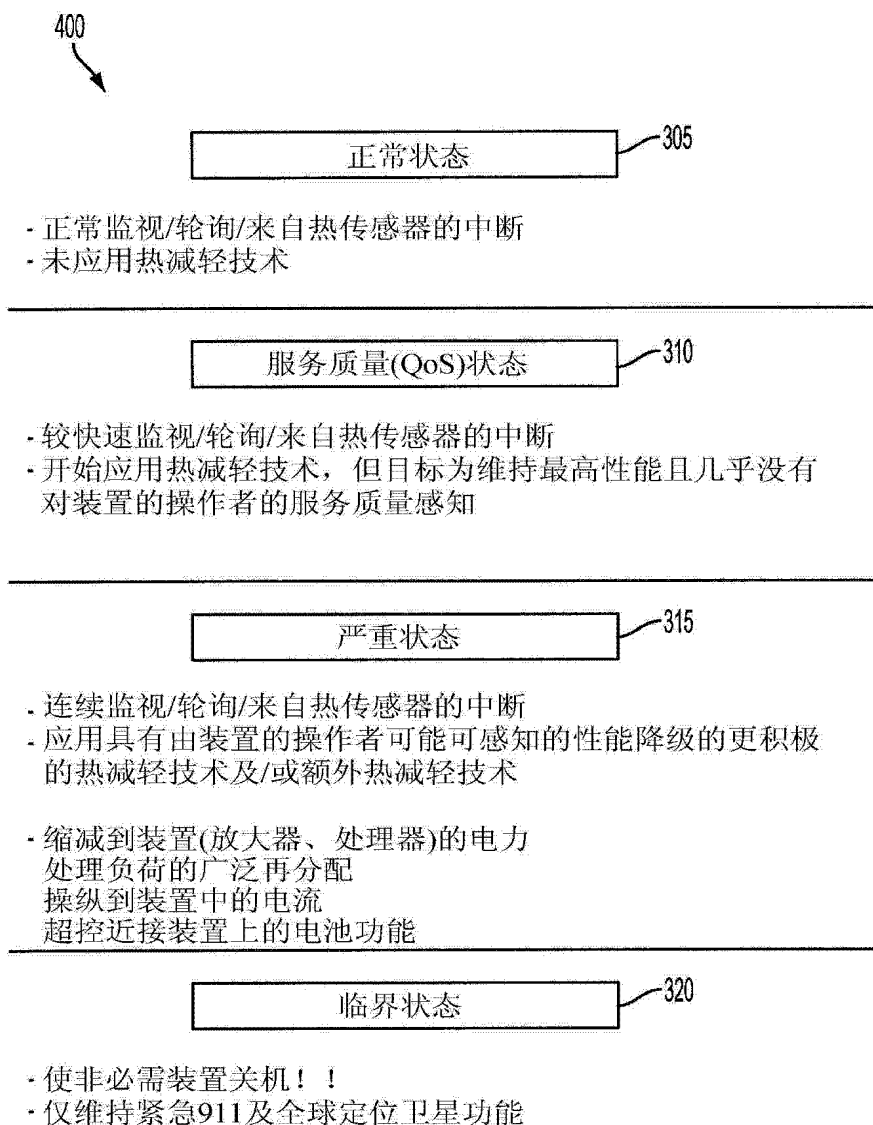 400
正常状态
305
- 正常监视/轮询/来自热传感器的中断
- 未应用热减轻技术
服务质量(QoS)状态
310
- 较快速监视/轮询/来自热传感器的中断
- 开始应用热减轻技术，但目标为维持最高性能且几乎没有
对装置的操作者的服务质量感知
严重状态
315
- 连续监视/轮询/来自热传感器的中断
- 应用具有由装置的操作者可能可感知的性能降级的更积极
的热减轻技术及/或额外热减轻技术
- 缩减到装置(放大器、处理器)的电力
处理负荷的广泛再分配
操纵到装置中的电流
超控近接装置上的电池功能
临界状态
320
- 使非必需装置关机！！
- 仅维持紧急911及全球定位卫星功能